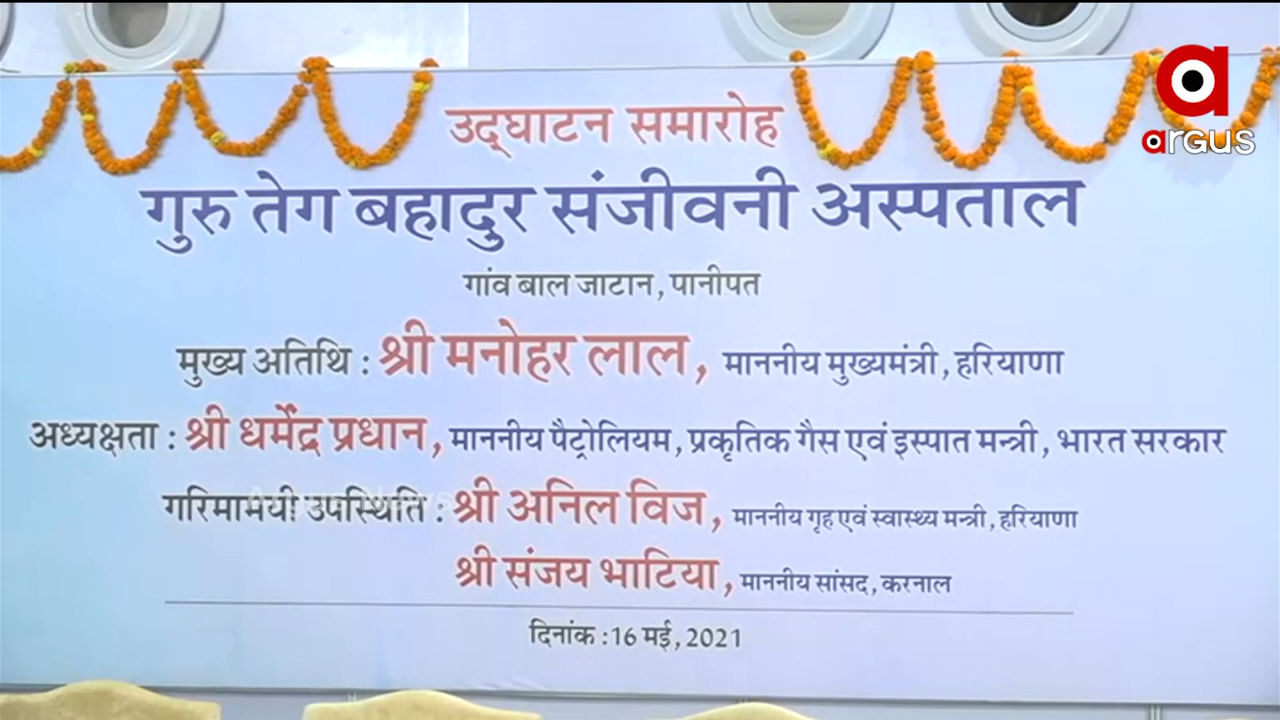 argus
उद्‌घाटन समारोह
गुरु तेग बहादुर संजीवनी अस्पताल
गांव बाल जाटान, पानीपत
मुख्य अतिथि : श्री मनोहर लाल, माननीय मुख्यमंत्री, हरियाणा
अध्यक्षता : श्री धर्मेंद्र प्रधान, माननीय पैट्रोलियम, प्रकृतिक गैस एवं इस्पात मन्त्री, भारत सरकार
गरिमामयी उपस्थिति : श्री अनिल विज, माननीय गृह एवं स्वास्थ्य मन्त्री, हरियाणा
Argus News
श्री संजय भाटिया, माननीय सांसद, करनाल
दिनांक : 16 मई, 2021